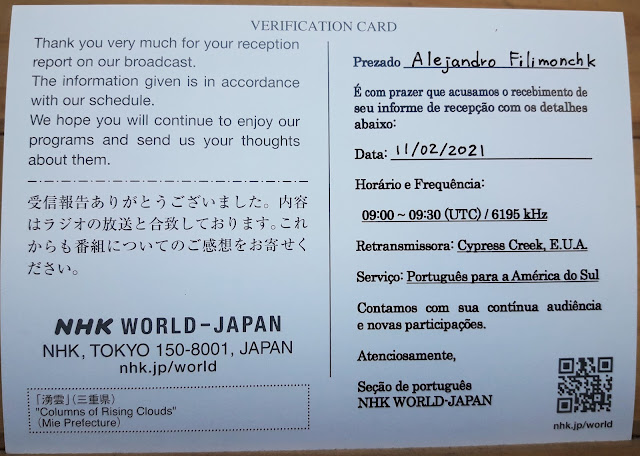 VERIFICATION CARD
Thank you very much for your reception
report on our broadcast.
The information given is in accordance
with our schedule.
We hope you will continue to enjoy our
programs and send us your thoughts
about them.
受信報告ありがとうございました。内容
はラジオの放送と合致しております。これ
からも番組についてのご感想をお寄せく
ださい。
NHK WORLD-JAPAN
NHK, TOKYO 150-8001, JAPAN
nhk.jp/world
「湧雲」(三重県)
"Columns of Rising Clouds"
(Mie Prefecture)
Prezado Alejandro Filimonchk
É com prazer que acusamos o recebimento de
seu informe de recepção com os detalhes
abaixo:
Data: 11/02/2021
Horário e Frequência:
09:00 ~ 09:30 (UTC) / 6195 kHz
Retransmissora: Cypress Creek, E.U.A.
Serviço: Português para a América do Sul
Contamos com sua contínua audiência
e novas participações.
Atenciosamente,
Seção de português
NHK WORLD-JAPAN
nhk.jp/world